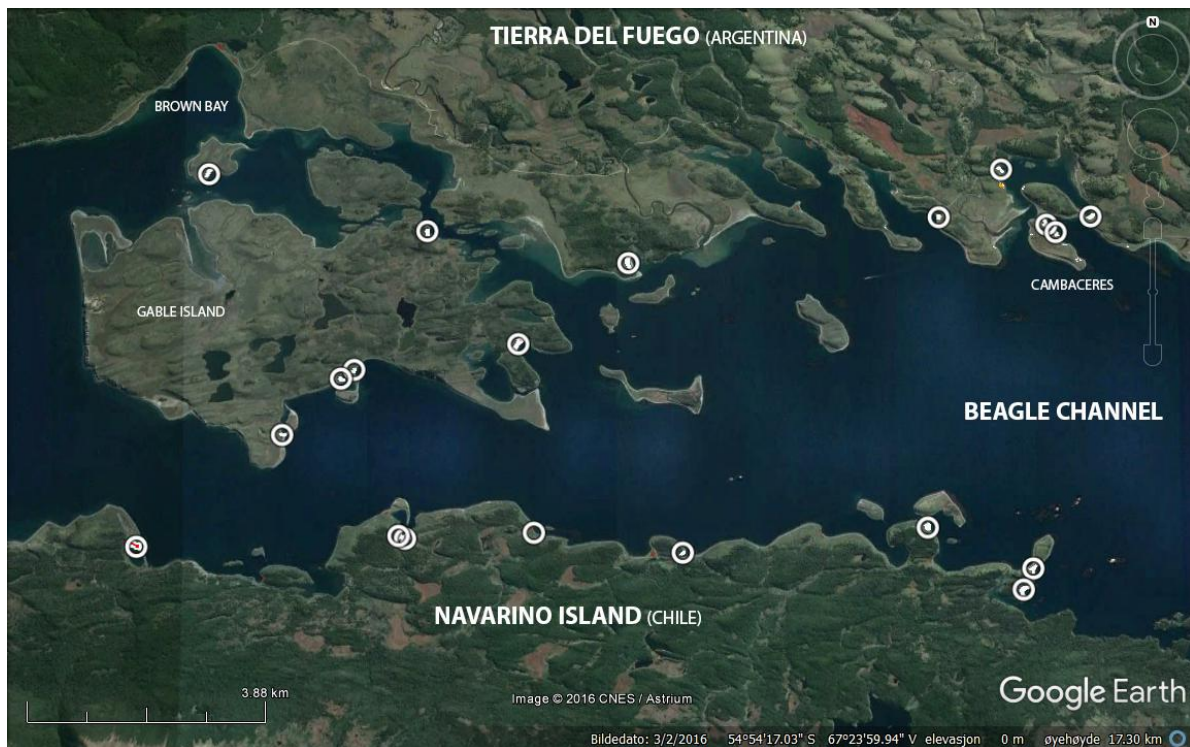 TIERRA DEL FUEGO (ARGENTINA)
N
BROWN BAY
GABLE ISLAND
CAMBACERES
BEAGLE CHANNEL
NAVARINO ISLAND (CHILE)
3.88 km
Image © 2016 CNES / Astrium
Google Earth
Bildedato: 3/2/2016 54°54'17.03" S 67°23'59.94" V elevasjon 0 m øyehøyde 17.30 km